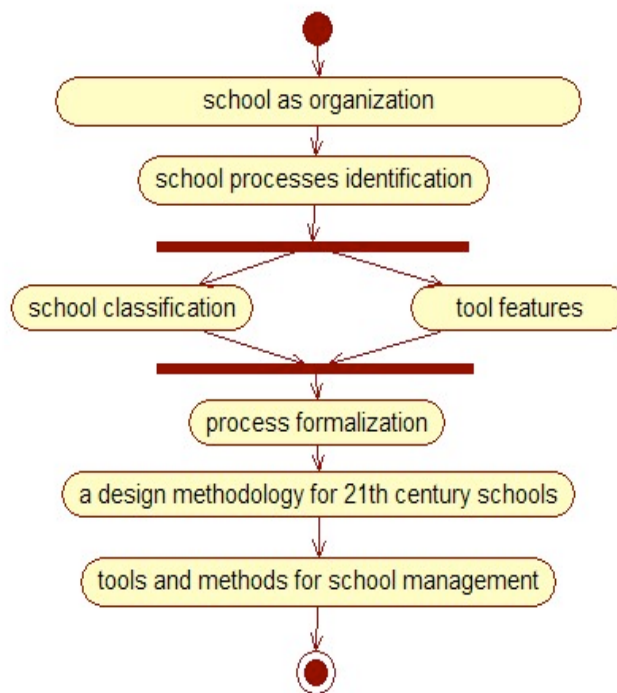 school as organization
school processes identification
school classification
tool features
process formalization
a design methodology for 21th century schools
tools and methods for school management